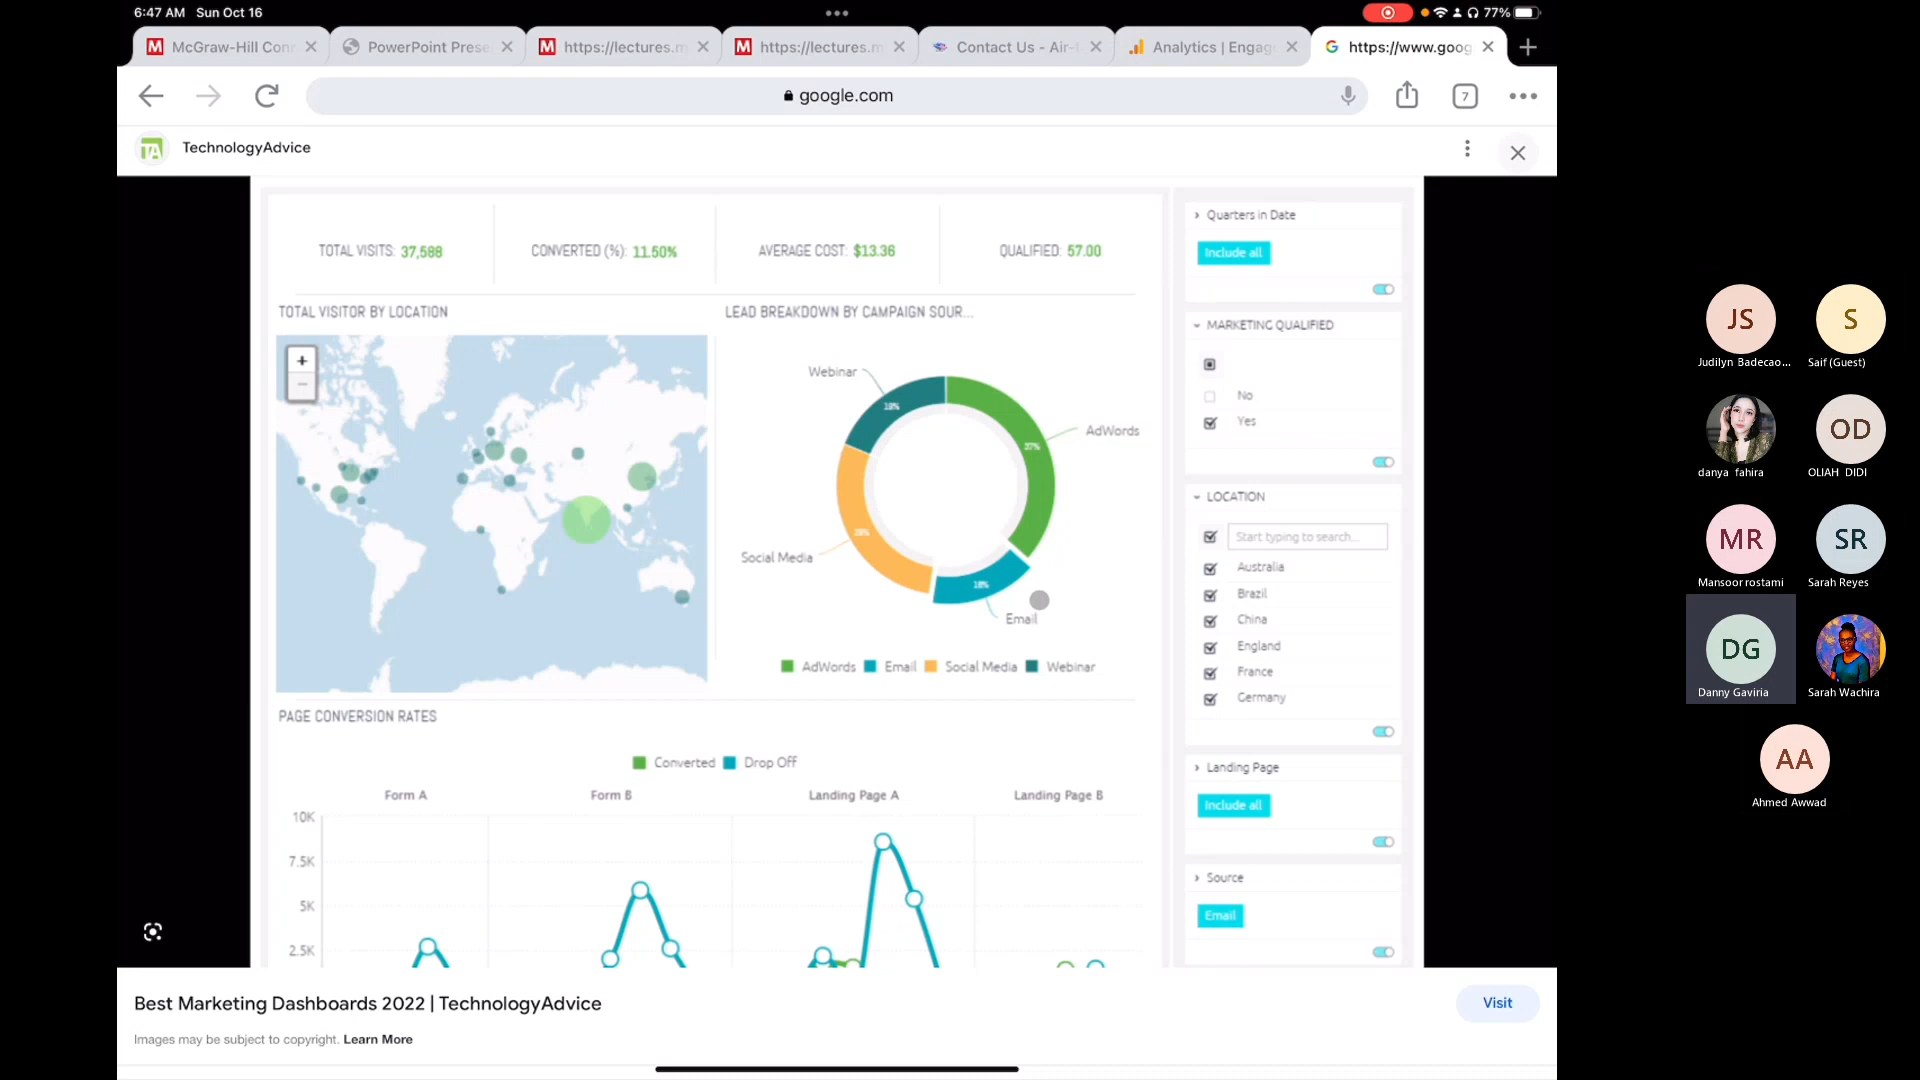 6:47 AM Sun Oct 16
77%
McGraw-Hill Con
PowerPoint Prese
https://lectures.m
https://lectures.m
Contact Us - Air-
Analytics | Engag
https://www.goog
google.com
7
TA
TechnologyAdvice
TOTAL VISITS: 37,588
CONVERTED (%): 11.50%
AVERAGE COST: $13.36
QUALIFIED: 57.00
TOTAL VISITOR BY LOCATION
+
−
LEAD BREAKDOWN BY CAMPAIGN SOUR...
Webinar
AdWords
37%
Social Media
Email
AdWords Email Social Media Webinar
PAGE CONVERSION RATES
Converted Drop Off
Form A Form B Landing Page A Landing Page B
10K
7.5K
5K
2.5K
Quarters in Date
Include all
MARKETING QUALIFIED
No
Yes
LOCATION
Start typing to search...
Australia
Brazil
China
England
France
Germany
Landing Page
Include all
Source
Email
Best Marketing Dashboards 2022 | TechnologyAdvice
Visit
Images may be subject to copyright. Learn More
JS
Judilyn Badecao...
S
Saif (Guest)
danya fahira
OD
OLIAH DIDI
MR
Mansoor rostami
SR
Sarah Reyes
DG
Danny Gaviria
Sarah Wachira
AA
Ahmed Awwad